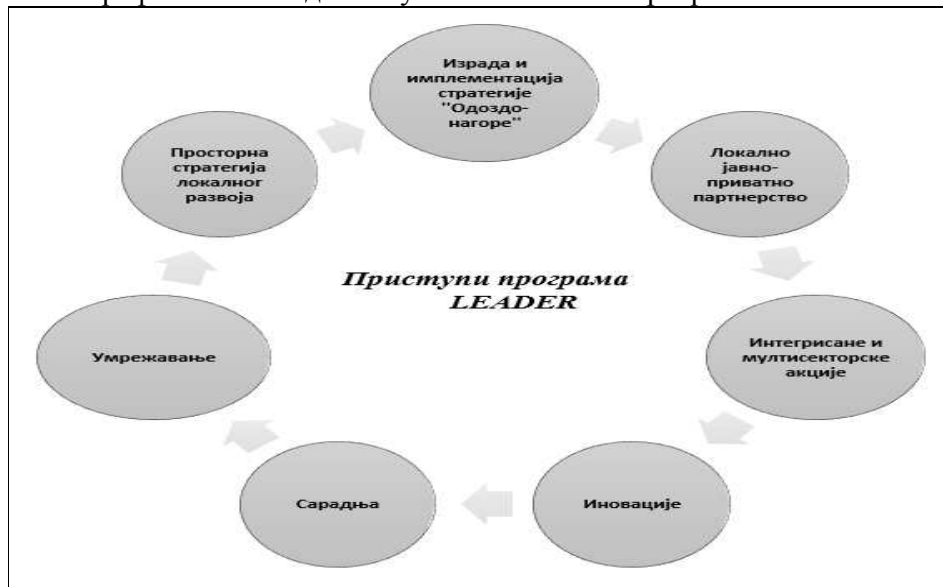 Израда и
имплементација
стратегије
"Одоздо-
нагоре"
Локално
јавно-
приватно
партнерство
Интегрисане и
мултисекторске
акције
Иновације
Сарадња
Умрежавање
Просторна
стратегија
локалног
развоја
Приступи програма
LEADER